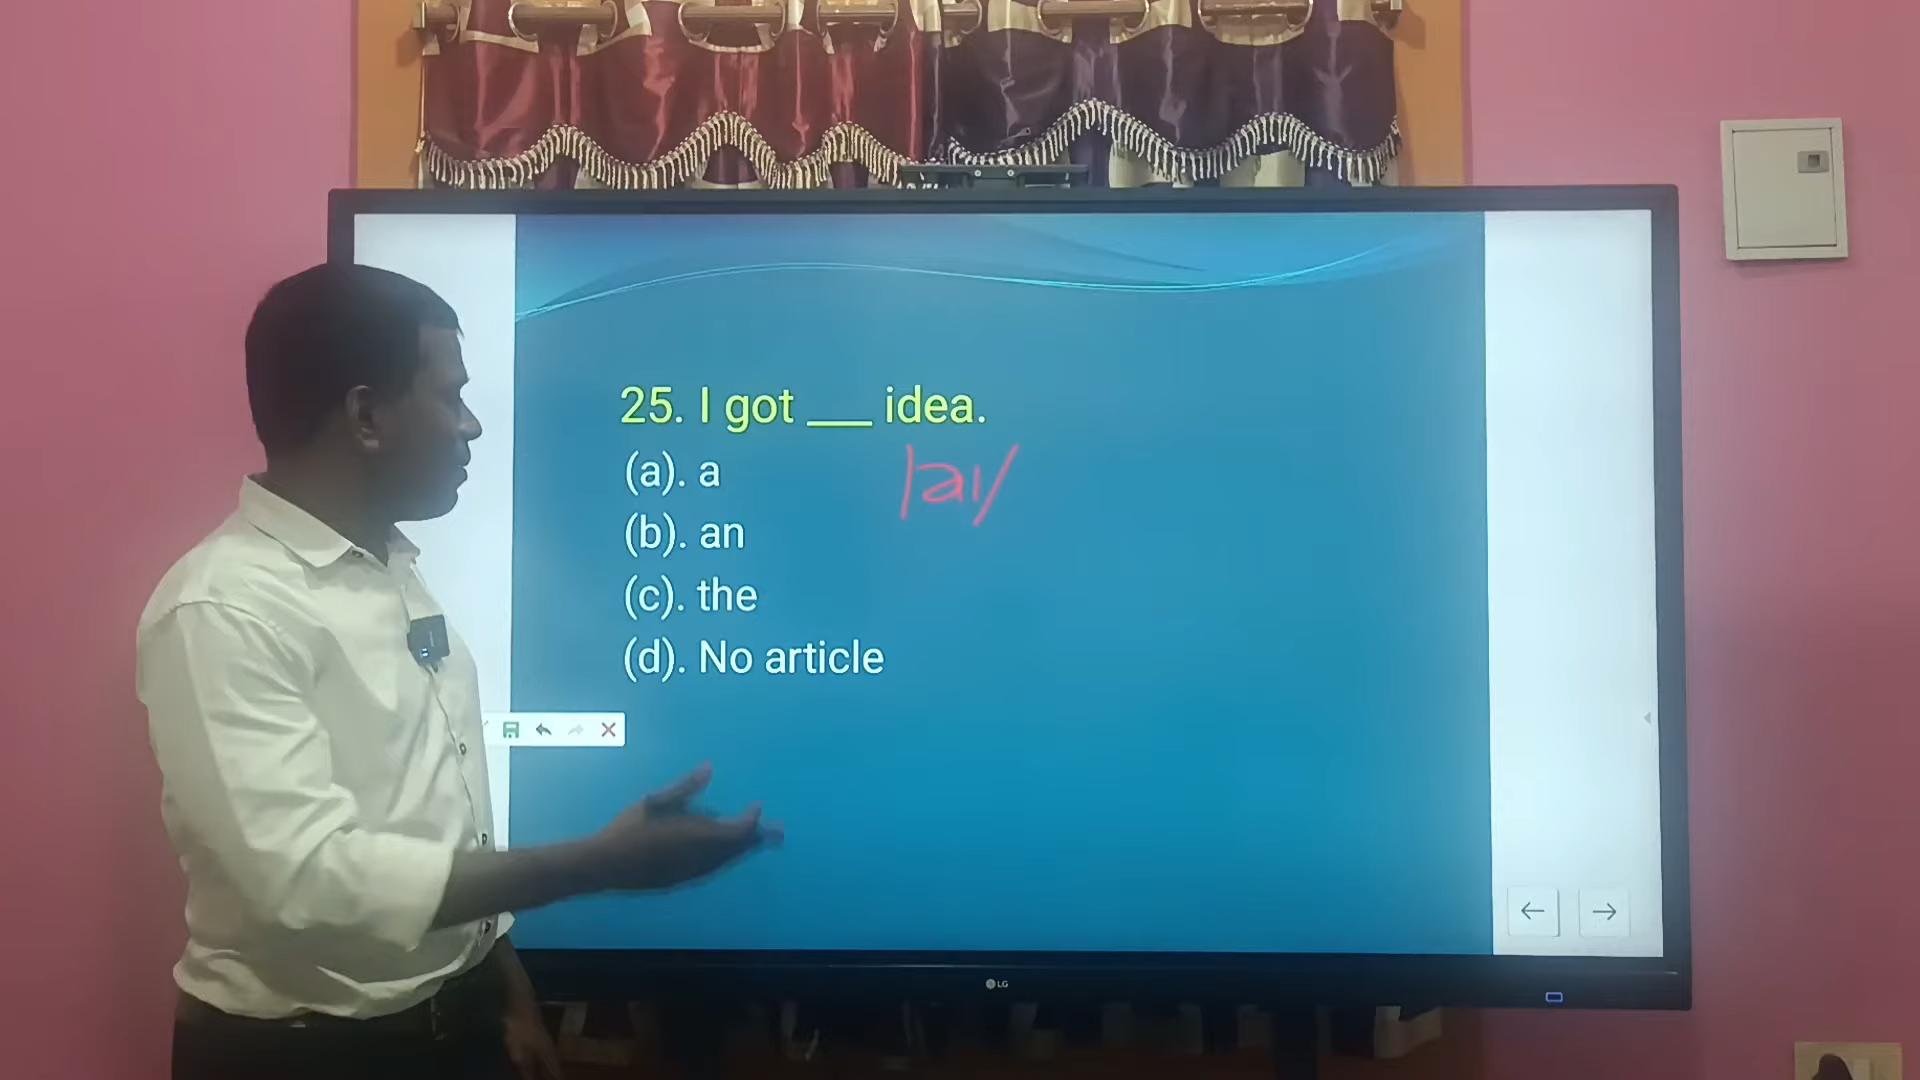 25. I got ___ idea.
(a). a
/aı/
(b). an
(c). the
(d). No article
LG